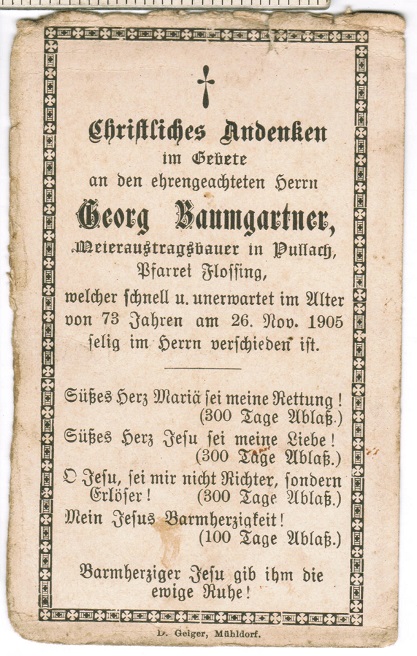 Christliches Andenken
im Gebete
an den ehrengeachteten Herrn
Georg Baumgartner,
Meieraustragsbauer in Pullach,
Pfarrei Flossing,
welcher schnell u. unerwartet im Alter
von 73 Jahren am 26. Nov. 1905
selig im Herrn verschieden ist.
Süßes Herz Mariä sei meine Rettung!
(300 Tage Ablaß.)
Süßes Herz Jesu sei meine Liebe!
(300 Tage Ablaß.)
O Jesu, sei mir nicht Richter, sondern
Erlöser! (300 Tage Ablaß.)
Mein Jesus Barmherzigkeit!
(100 Tage Ablaß.)
Barmherziger Jesu gib ihm die
ewige Ruhe!
D. Geiger, Mühldorf.